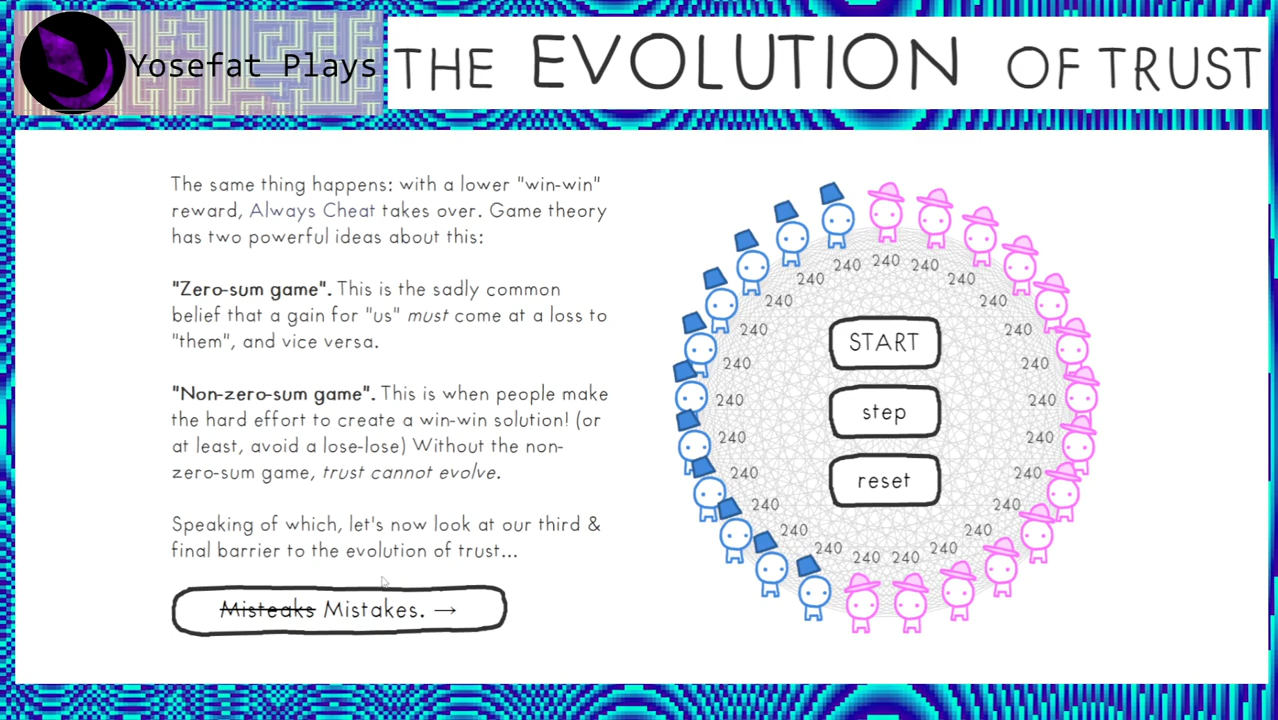 Yosefat Plays
THE EVOLUTION OF TRUST
The same thing happens: with a lower "win-win"
reward, Always Cheat takes over. Game theory
has two powerful ideas about this:
"Zero-sum game". This is the sadly common
belief that a gain for "us" must come at a loss to
"them", and vice versa.
"Non-zero-sum game". This is when people make
the hard effort to create a win-win solution! (or
at least, avoid a lose-lose) Without the non-
zero-sum game, trust cannot evolve.
Speaking of which, let's now look at our third &
final barrier to the evolution of trust...
Misteaks Mistakes. →
240 240 240
240 240
240 240
240 240
START
240 240
240 240
step
240 240
240 240
reset
240 240
240 240
240 240
240 240